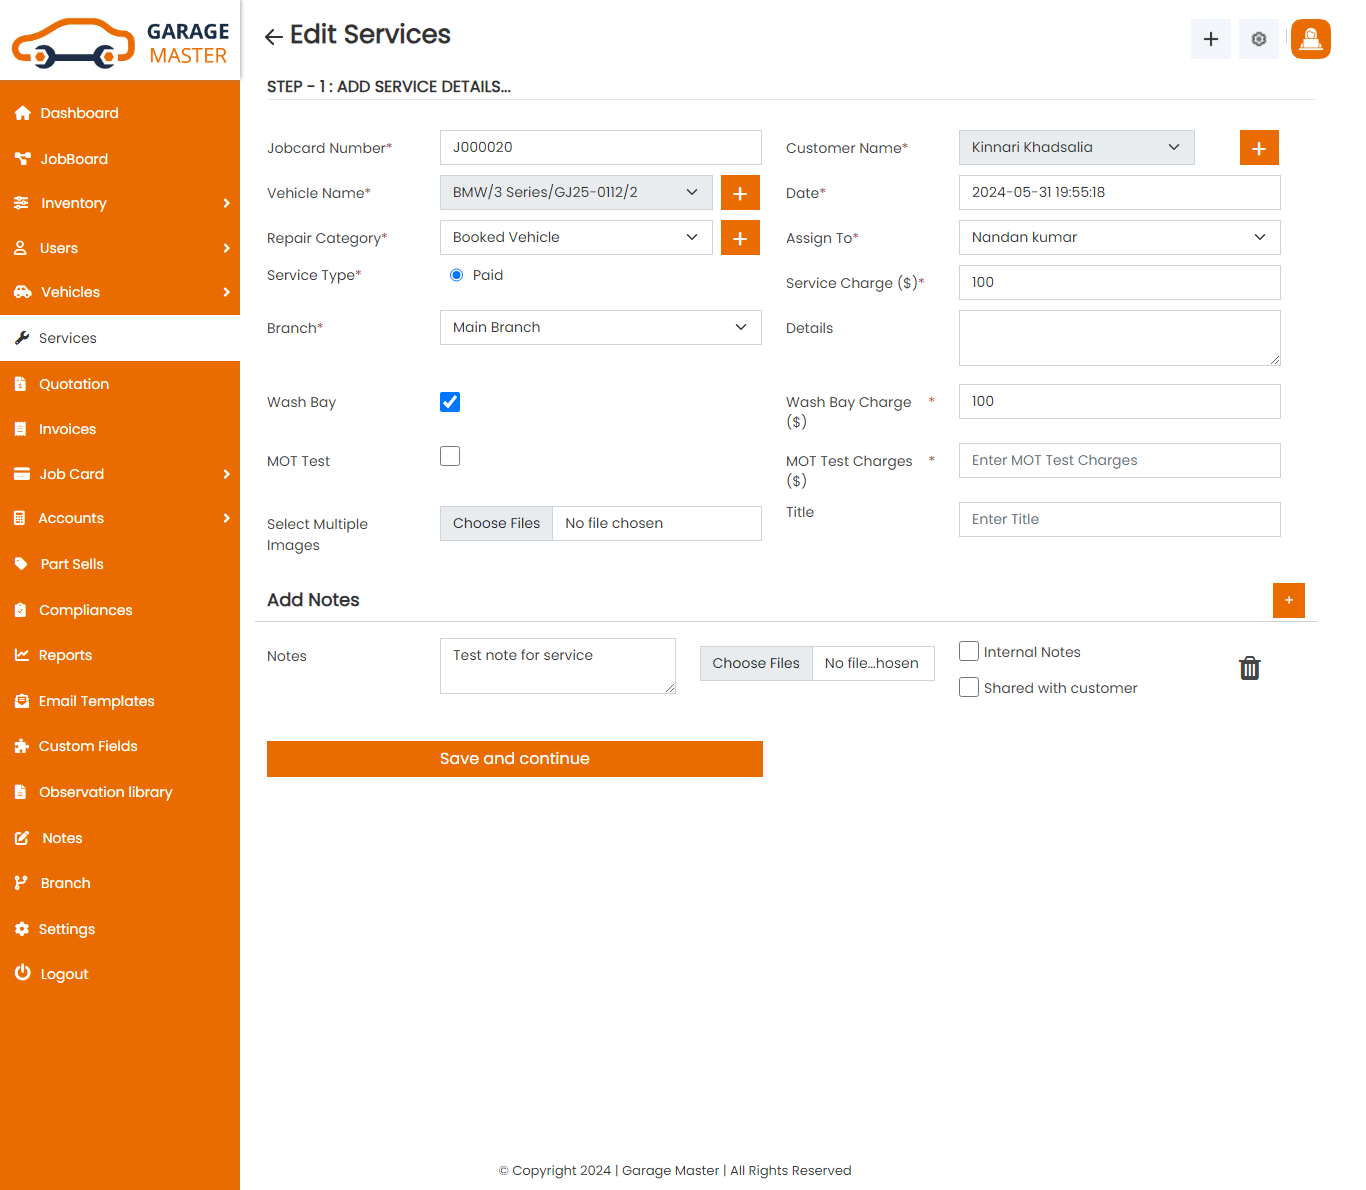 GARAGE
MASTER
Edit Services
STEP - 1 : ADD SERVICE DETAILS...
Dashboard
JobBoard
Inventory
Users
Vehicles
Services
Quotation
Invoices
Job Card
Accounts
Part Sells
Compliances
Reports
Email Templates
Custom Fields
Observation library
Notes
Branch
Settings
Logout
Jobcard Number* J000020 Customer Name* Kinnari Khadsalia +
Vehicle Name* BMW/3 Series/GJ25-0112/2 + Date* 2024-05-31 19:55:18
Repair Category* Booked Vehicle + Assign To* Nandan kumar
Service Type* Paid Service Charge ($)* 100
Branch* Main Branch Details
Wash Bay Wash Bay Charge * 100
($)
MOT Test MOT Test Charges * Enter MOT Test Charges
($)
Select Multiple Choose Files No file chosen Title Enter Title
Images
Add Notes +
Notes Test note for service Choose Files No file...hosen Internal Notes
Shared with customer
Save and continue
© Copyright 2024 | Garage Master | All Rights Reserved